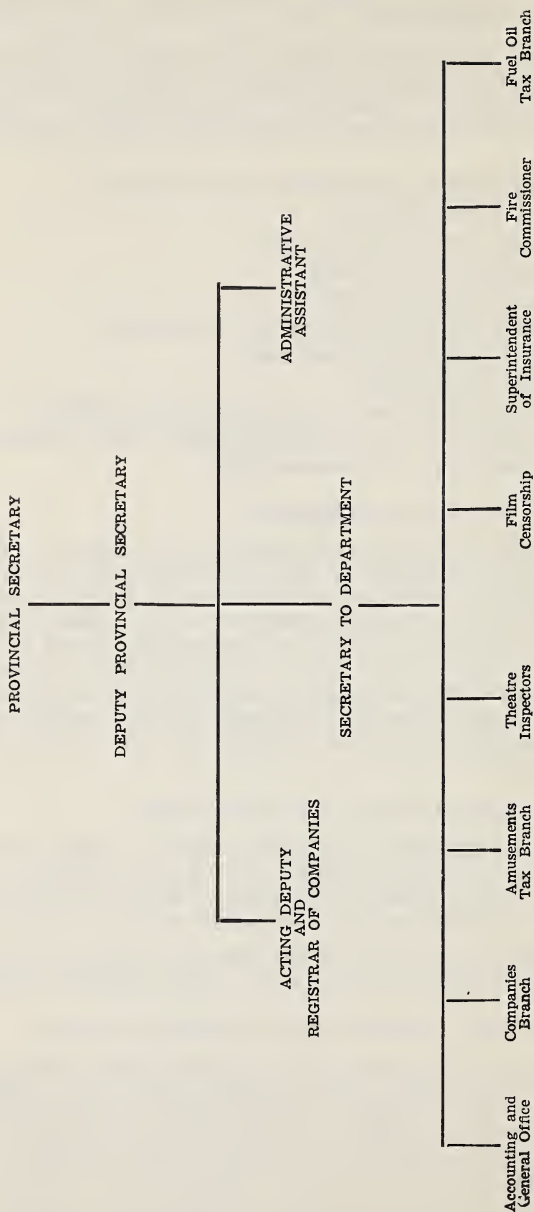 PROVINCIAL SECRETARY
DEPUTY PROVINCIAL SECRETARY
ACTING DEPUTY
AND
REGISTRAR OF COMPANIES
ADMINISTRATIVE
ASSISTANT
SECRETARY TO DEPARTMENT
Accounting and
General Office
Companies
Branch
Amusements
Tax Branch
Theatre
Inspectors
Film
Censorship
Superintendent
of Insurance
Fire
Commissioner
Fuel Oil
Tax Branch